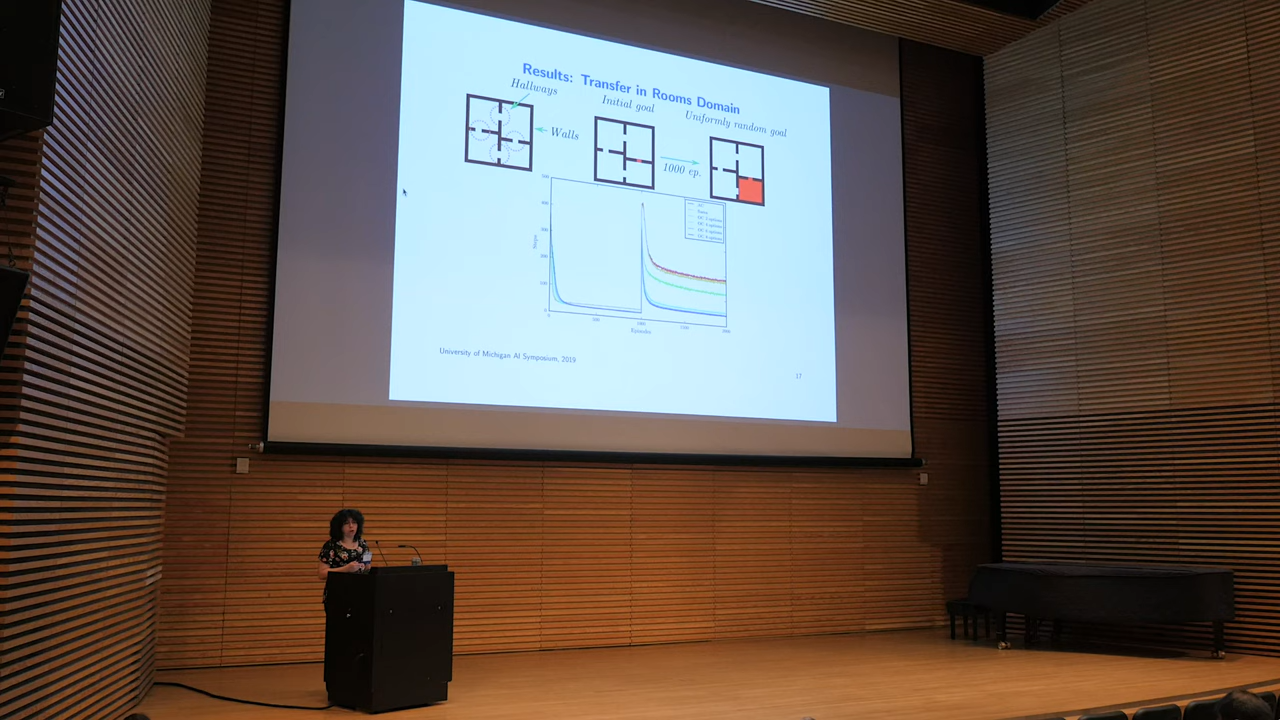 Results: Transfer in Rooms Domain
Hallways
Initial goal
Uniformly random goal
Walls
1000 ep.
Steps
Episodes
University of Michigan AI Symposium, 2019
17